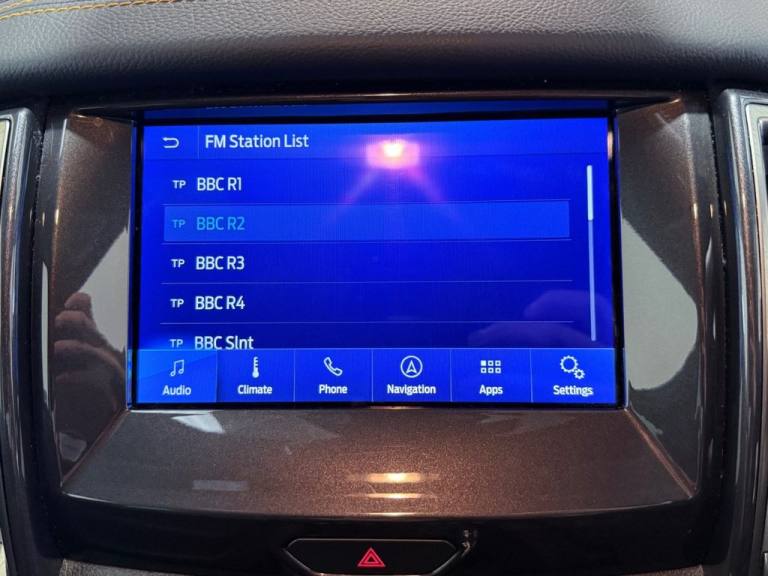 FM Station List
TP BBC R1
TP BBC R2
TP BBC R3
TP BBC R4
TP BBC Slnt
Audio Climate Phone Navigation Apps Settings